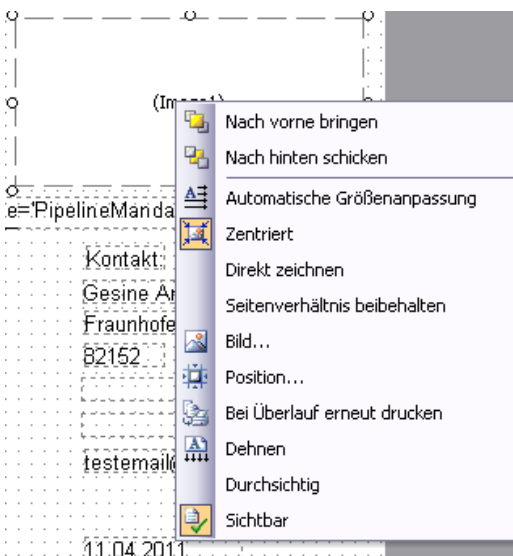 (Image1)
Nach vorne bringen
Nach hinten schicken
Automatische Größenanpassung
Zentriert
Direkt zeichnen
Seitenverhältnis beibehalten
Bild...
Position...
Bei Überlauf erneut drucken
Dehnen
Durchsichtig
Sichtbar
e='PipelineManda
Kontakt:
Gesine
Fraunhofe
82152
testemail
11.04.2011